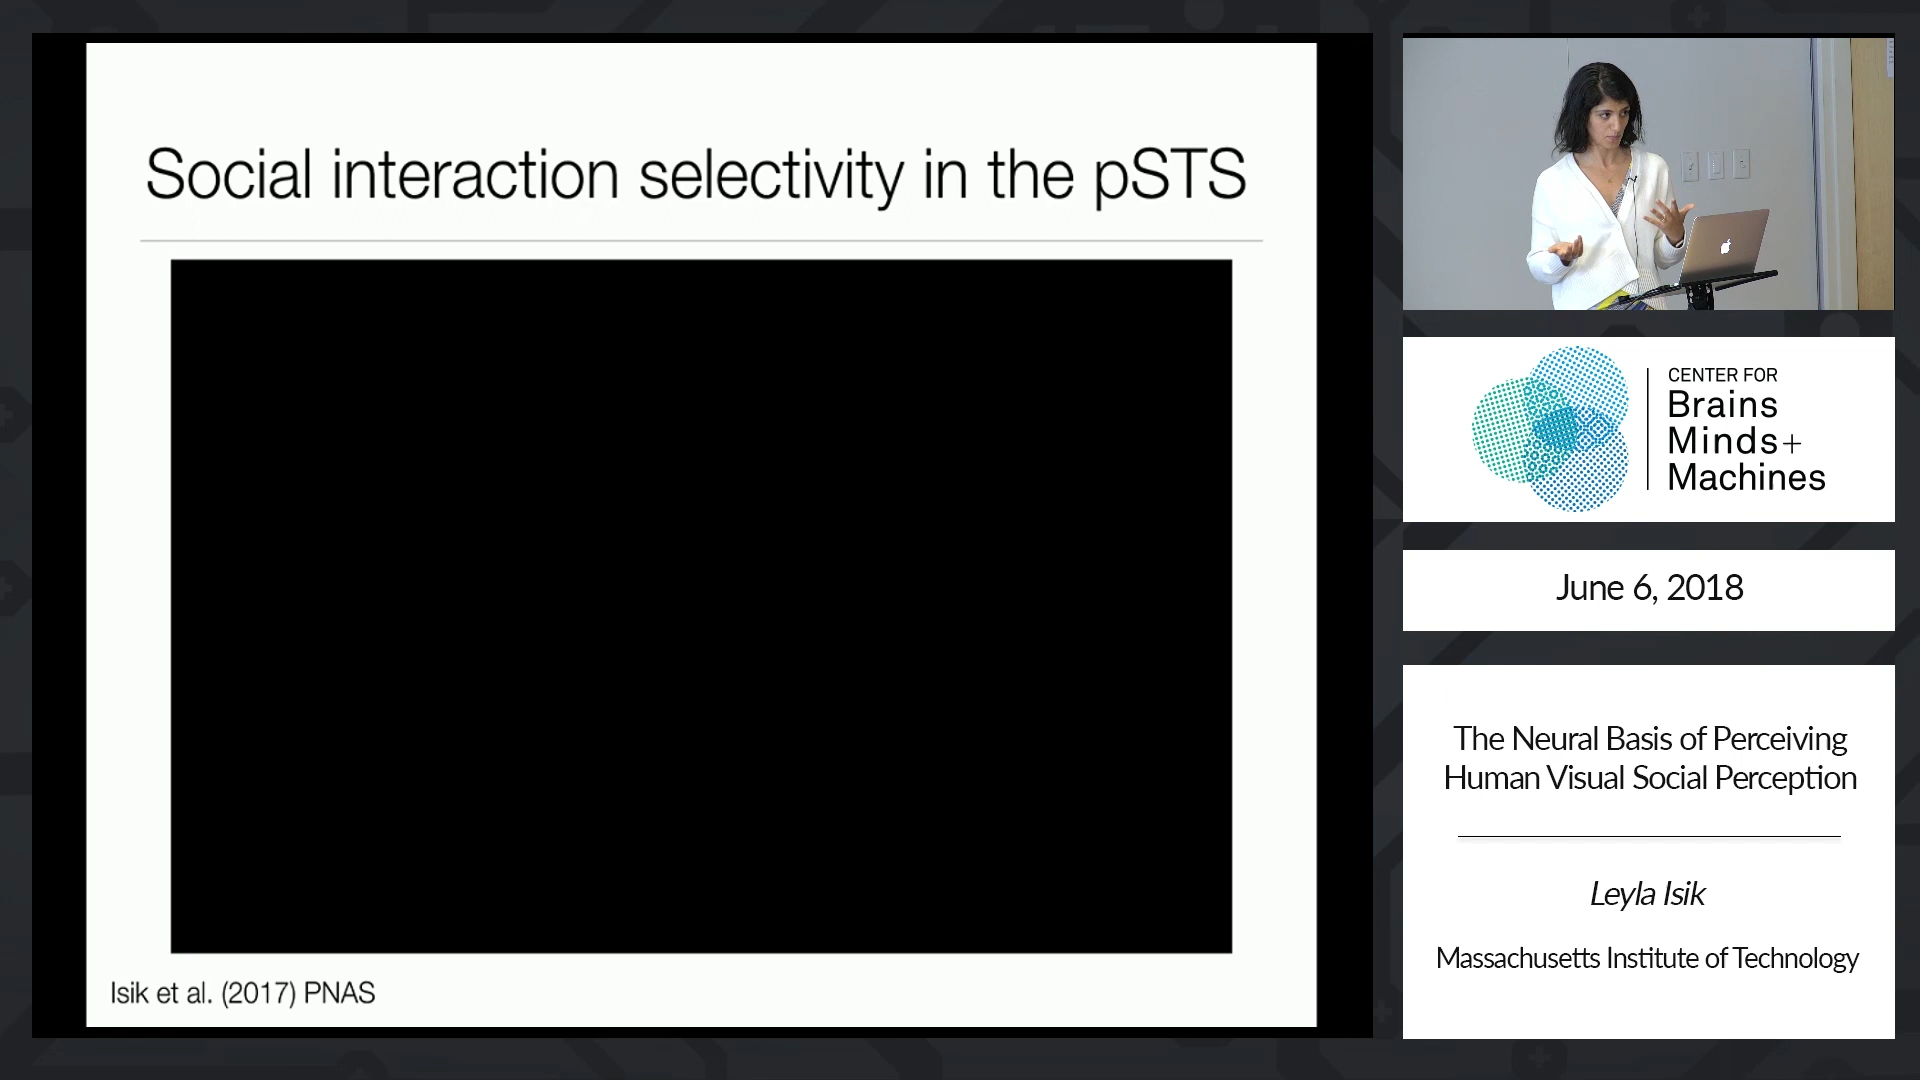 Social interaction selectivity in the pSTS
Isik et al. (2017) PNAS
CENTER FOR
Brains
Minds+
Machines
June 6, 2018
The Neural Basis of Perceiving
Human Visual Social Perception
Leyla Isik
Massachusetts Institute of Technology